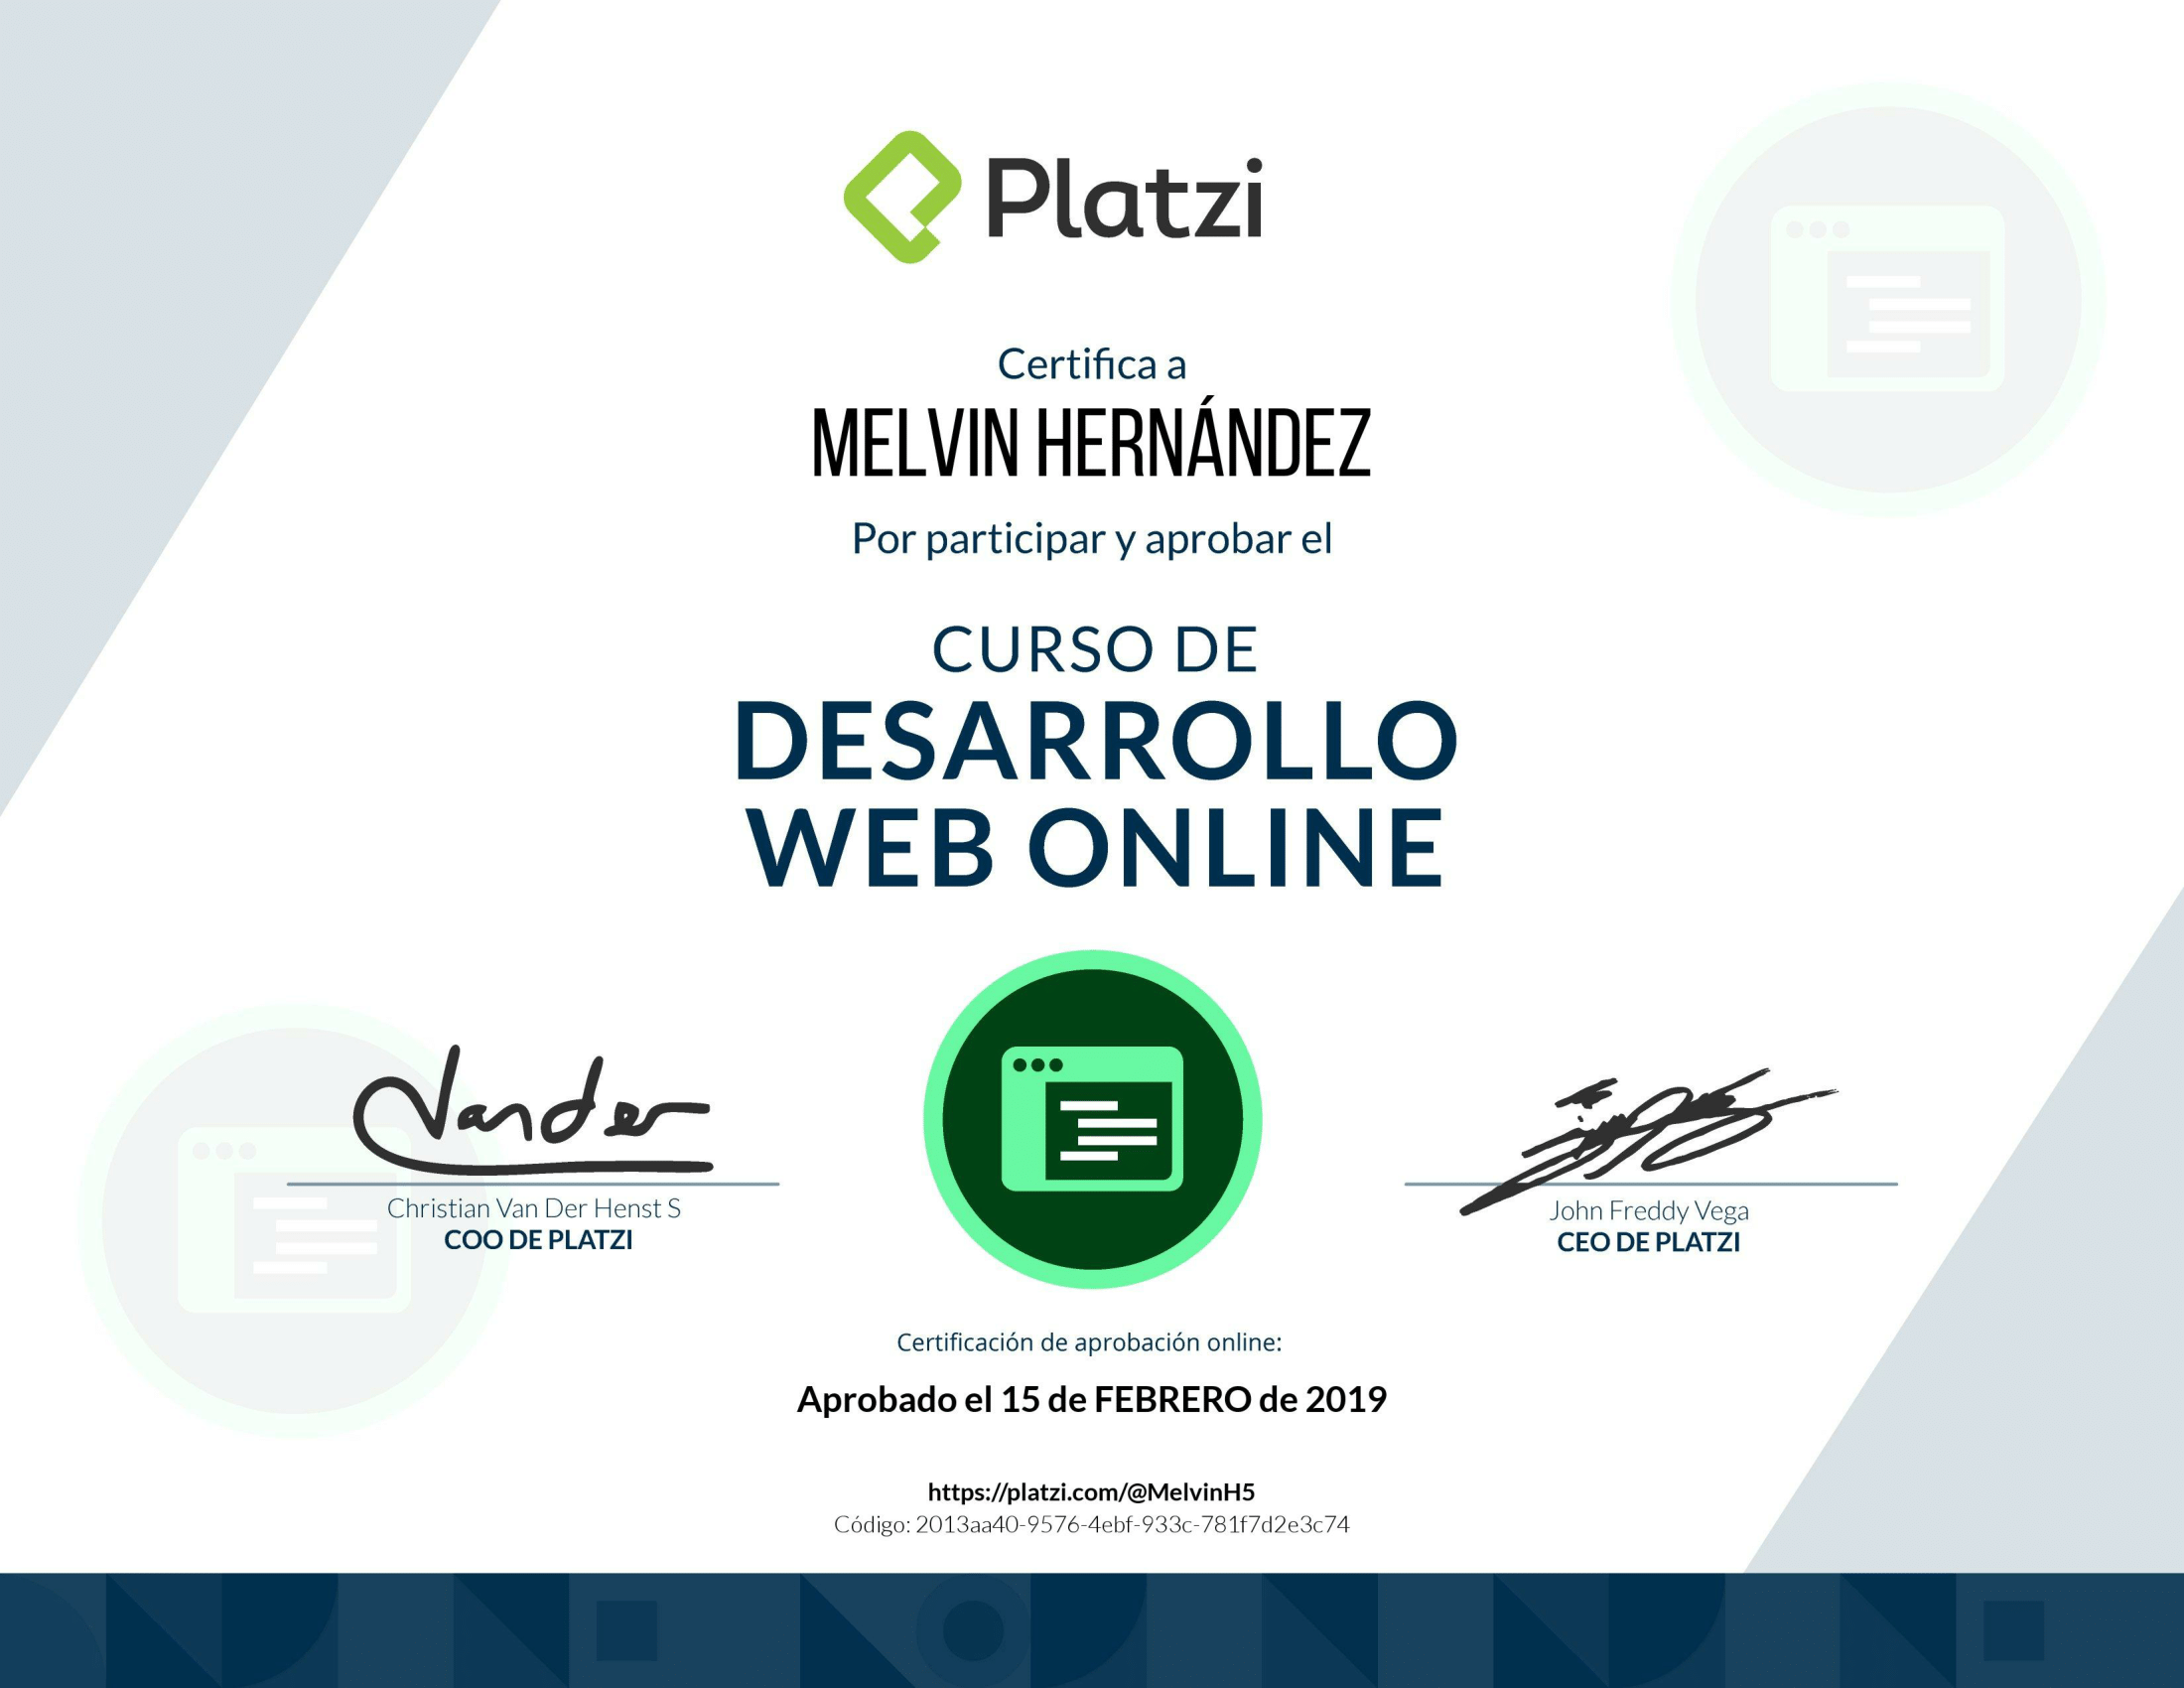 Platzi
Certifica a
MELVIN HERNÁNDEZ
Por participar y aprobar el
CURSO DE
DESARROLLO
WEB ONLINE
Vander
Christian Van Der Henst S
COO DE PLATZI
John Freddy Vega
CEO DE PLATZI
Certificación de aprobación online:
Aprobado el 15 de FEBRERO de 2019
https://platzi.com/@MelvinH5
Código: 2013aa40-9576-4ebf-933c-781f7d2e3c74